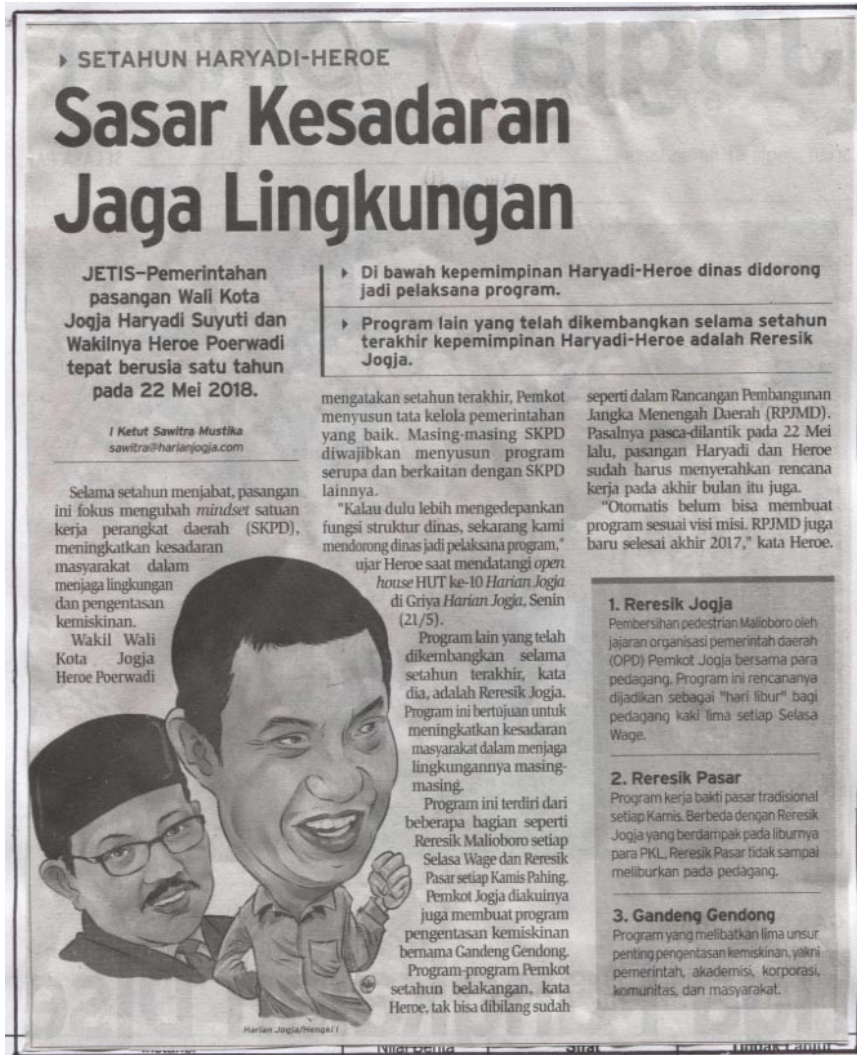 SETAHUN HARYADI-HEROE
Sasar Kesadaran
Jaga Lingkungan
JETIS–Pemerintahan
pasangan Wali Kota
Jogja Haryadi Suyuti dan
Wakilnya Heroe Poerwadi
tepat berusia satu tahun
pada 22 Mei 2018.
I Ketut Sawitra Mustika
sawitra@harianjogja.com
Di bawah kepemimpinan Haryadi-Heroe dinas didorong
jadi pelaksana program.
Program lain yang telah dikembangkan selama setahun
terakhir kepemimpinan Haryadi-Heroe adalah Reresik
Jogja.
Selama setahun menjabat, pasangan
ini fokus mengubah mindset satuan
kerja perangkat daerah (SKPD),
meningkatkan kesadaran
masyarakat dalam
menjaga lingkungan
dan pengentasan
kemiskinan.
Wakil Wali
Kota Jogja
Heroe Poerwadi
mengatakan setahun terakhir, Pemkot
menyusun tata kelola pemerintahan
yang baik. Masing-masing SKPD
diwajibkan menyusun program
serupa dan berkaitan dengan SKPD
lainnya.
"Kalau dulu lebih mengedepankan
fungsi struktur dinas, sekarang kami
mendorong dinas jadi pelaksana program,"
ujar Heroe saat mendatangi open
house HUT ke-10 Harian Jogja
di Griya Harian Jogja, Senin
(21/5).
Program lain yang telah
dikembangkan selama
setahun terakhir, kata
dia, adalah Reresik Jogja.
Program ini bertujuan untuk
meningkatkan kesadaran
masyarakat dalam menjaga
lingkungannya masing-
masing.
Program ini terdiri dari
beberapa bagian seperti
Reresik Malioboro setiap
Selasa Wage dan Reresik
Pasar setiap Kamis Pahing.
Pemkot Jogja diakuinya
juga membuat program
pengentasan kemiskinan
bernama Gandeng Gendong.
Program-program Pemkot
setahun belakangan, kata
Heroe, tak bisa dibilang sudah
seperti dalam Rancangan Pembangunan
Jangka Menengah Daerah (RPJMD).
Pasalnya pasca-dilantik pada 22 Mei
lalu, pasangan Haryadi dan Heroe
sudah harus menyerahkan rencana
kerja pada akhir bulan itu juga.
"Otomatis belum bisa membuat
program sesuai visi misi. RPJMD juga
baru selesai akhir 2017," kata Heroe.
1. Reresik Jogja
Pembersihan pedestrian Malioboro oleh
jajaran organisasi pemerintah daerah
(OPD) Pemkot Jogja bersama para
pedagang. Program ini rencananya
dijadikan sebagai "hari libur" bagi
pedagang kaki lima setiap Selasa
Wage.
2. Reresik Pasar
Program kerja bakti pasar tradisional
setiap Kamis. Berbeda dengan Reresik
Jogja yang berdampak pada liburnya
para PKL, Reresik Pasar tidak sampai
meliburkan pada pedagang.
3. Gandeng Gendong
Program yang melibatkan lima unsur
penting pengentasan kemiskinan, yakni
pemerintah, akademisi, korporasi,
komunitas, dan masyarakat.
Harian Jogja/Hengki I